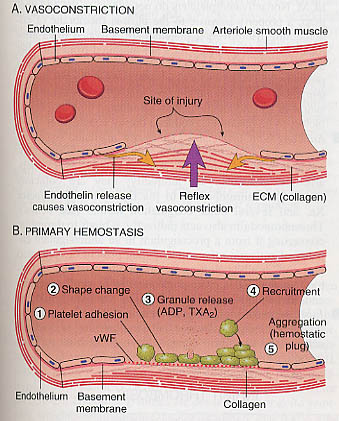 A. VASOCONSTRICTION
Endothelium
Basement membrane
Arteriole smooth muscle
Site of injury
Endothelin release
causes vasoconstriction
Reflex
vasoconstriction
ECM (collagen)
B. PRIMARY HEMOSTASIS
2 Shape change
4 Recruitment
3 Granule release
(ADP, TXA₂)
1 Platelet adhesion
Aggregation
(hemostatic
plug)
5
vWF
Endothelium
Basement
membrane
Collagen